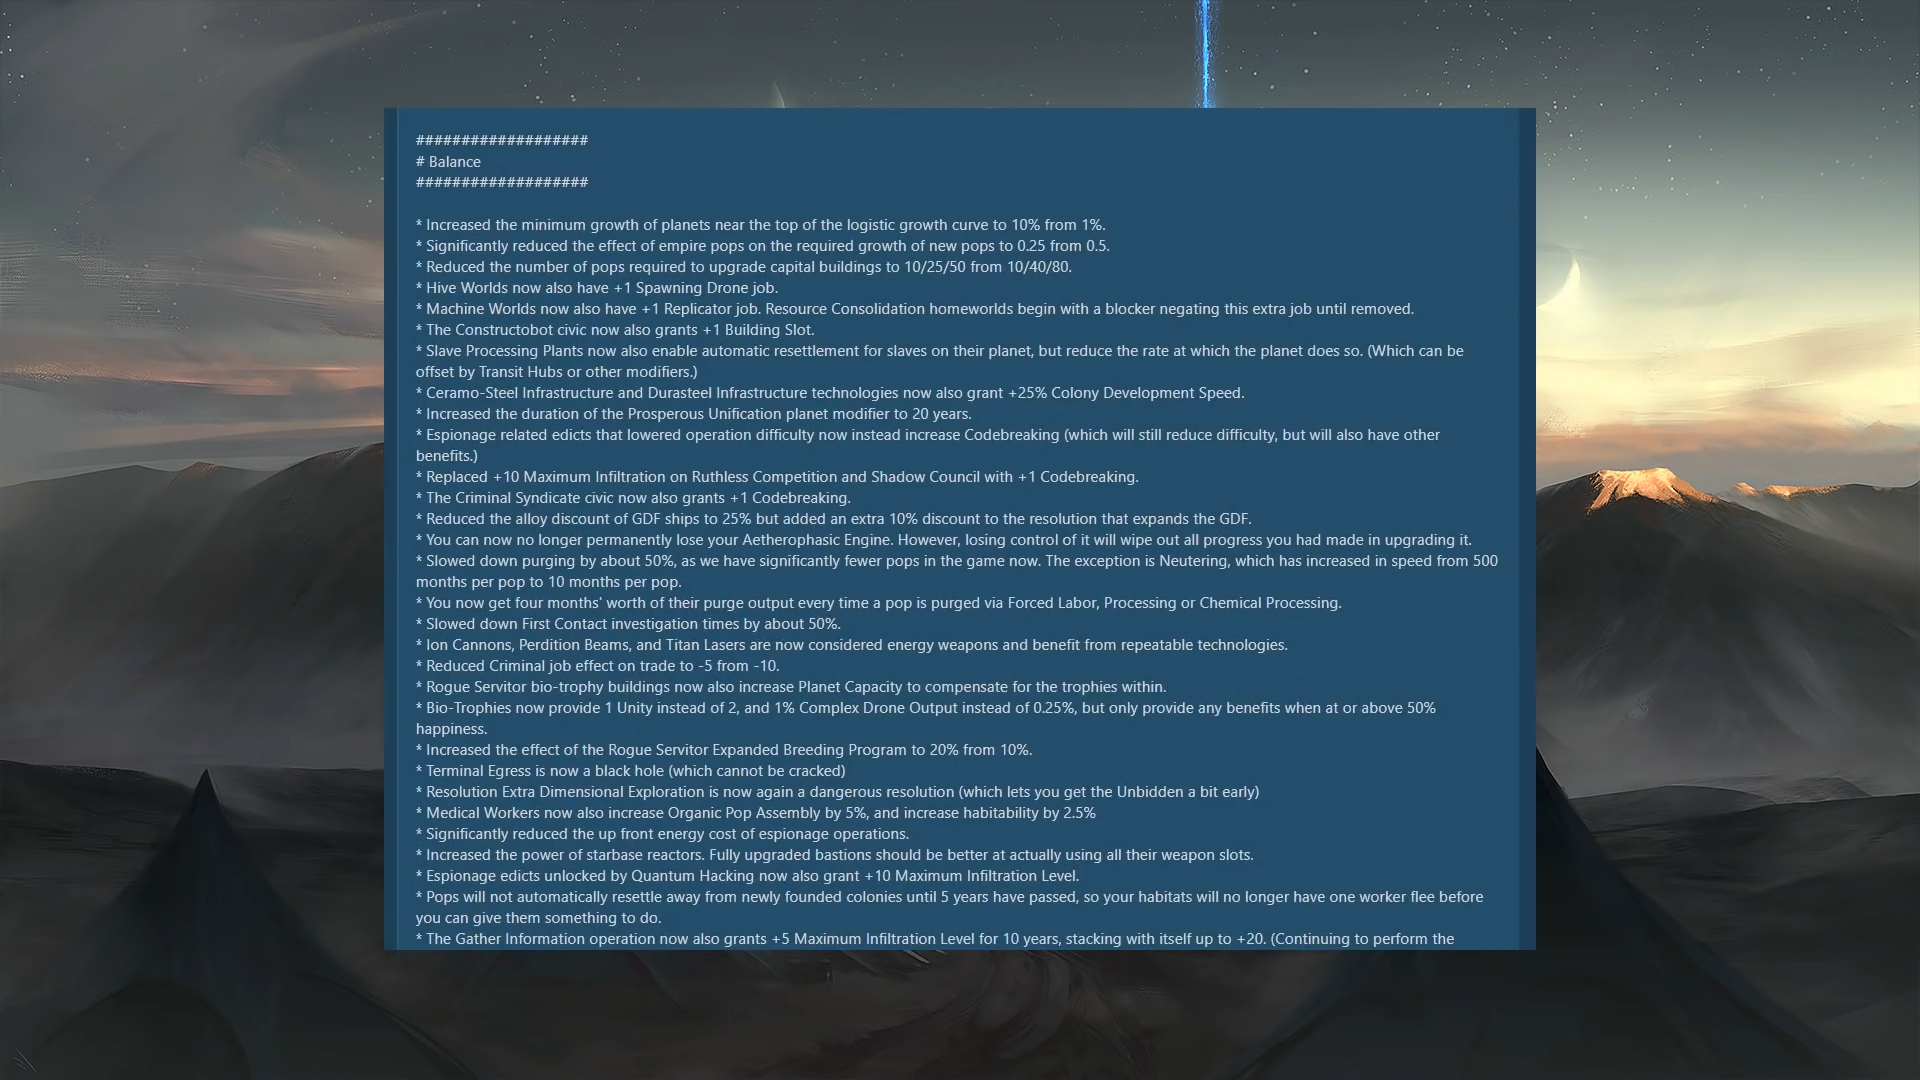 ###################
# Balance
###################
* Increased the minimum growth of planets near the top of the logistic growth curve to 10% from 1%.
* Significantly reduced the effect of empire pops on the required growth of new pops to 0.25 from 0.5.
* Reduced the number of pops required to upgrade capital buildings to 10/25/50 from 10/40/80.
* Hive Worlds now also have +1 Spawning Drone job.
* Machine Worlds now also have +1 Replicator job. Resource Consolidation homeworlds begin with a blocker negating this extra job until removed.
* The Constructobot civic now also grants +1 Building Slot.
* Slave Processing Plants now also enable automatic resettlement for slaves on their planet, but reduce the rate at which the planet does so. (Which can be
offset by Transit Hubs or other modifiers.)
* Ceramo-Steel Infrastructure and Durasteel Infrastructure technologies now also grant +25% Colony Development Speed.
* Increased the duration of the Prosperous Unification planet modifier to 20 years.
* Espionage related edicts that lowered operation difficulty now instead increase Codebreaking (which will still reduce difficulty, but will also have other
benefits.)
* Replaced +10 Maximum Infiltration on Ruthless Competition and Shadow Council with +1 Codebreaking.
* The Criminal Syndicate civic now also grants +1 Codebreaking.
* Reduced the alloy discount of GDF ships to 25% but added an extra 10% discount to the resolution that expands the GDF.
* You can now no longer permanently lose your Aetherophasic Engine. However, losing control of it will wipe out all progress you had made in upgrading it.
* Slowed down purging by about 50%, as we have significantly fewer pops in the game now. The exception is Neutering, which has increased in speed from 500
months per pop to 10 months per pop.
* You now get four months' worth of their purge output every time a pop is purged via Forced Labor, Processing or Chemical Processing.
* Slowed down First Contact investigation times by about 50%.
* Ion Cannons, Perdition Beams, and Titan Lasers are now considered energy weapons and benefit from repeatable technologies.
* Reduced Criminal job effect on trade to -5 from -10.
* Rogue Servitor bio-trophy buildings now also increase Planet Capacity to compensate for the trophies within.
* Bio-Trophies now provide 1 Unity instead of 2, and 1% Complex Drone Output instead of 0.25%, but only provide any benefits when at or above 50%
happiness.
* Increased the effect of the Rogue Servitor Expanded Breeding Program to 20% from 10%.
* Terminal Egress is now a black hole (which cannot be cracked)
* Resolution Extra Dimensional Exploration is now again a dangerous resolution (which lets you get the Unbidden a bit early)
* Medical Workers now also increase Organic Pop Assembly by 5%, and increase habitability by 2.5%
* Significantly reduced the up front energy cost of espionage operations.
* Increased the power of starbase reactors. Fully upgraded bastions should be better at actually using all their weapon slots.
* Espionage edicts unlocked by Quantum Hacking now also grant +10 Maximum Infiltration Level.
* Pops will not automatically resettle away from newly founded colonies until 5 years have passed, so your habitats will no longer have one worker flee before
you can give them something to do.
* The Gather Information operation now also grants +5 Maximum Infiltration Level for 10 years, stacking with itself up to +20. (Continuing to perform the